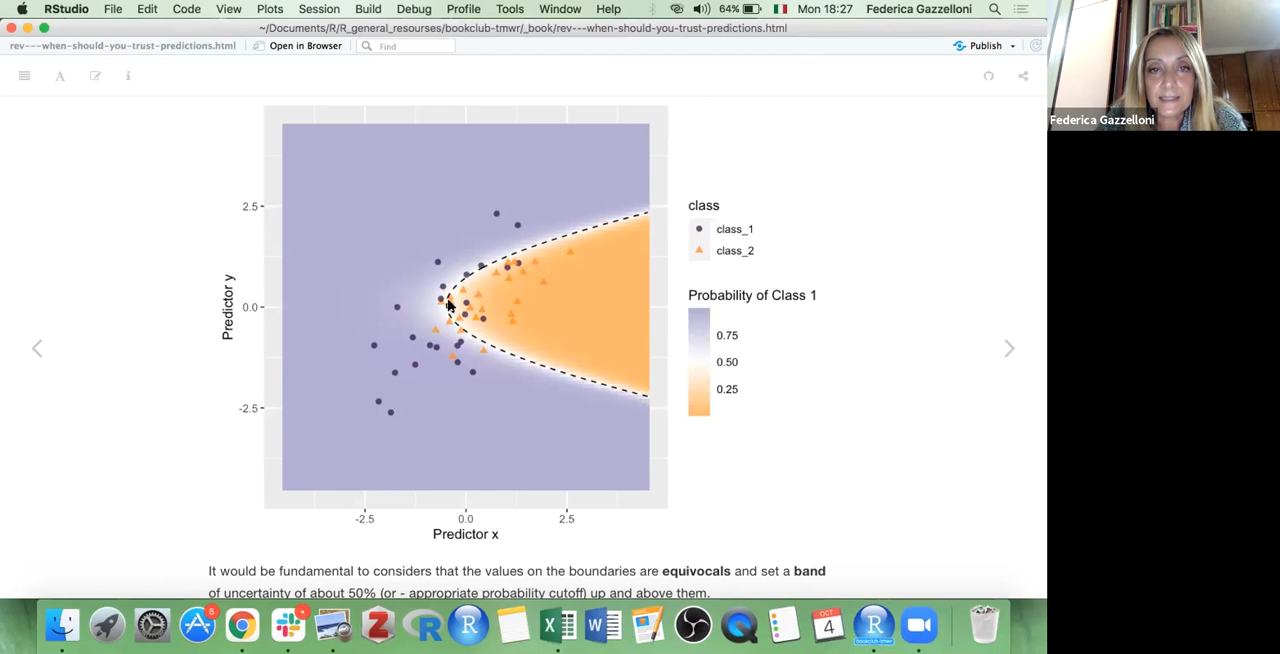 RStudio File Edit Code View Plots Session Build Debug Profile Tools Window Help 64% Mon 18:27 Federica Gazzelloni
~/Documents/R/R_general_resourses/bookclub-tmwr/_book/rev---when-should-you-trust-predictions.html
rev---when-should-you-trust-predictions.html Open in Browser Find Publish
A i
Federica Gazzelloni
class
class_1
class_2
Probability of Class 1
0.75
0.50
0.25
2.5
0.0
-2.5
Predictor y
-2.5 0.0 2.5
Predictor x
It would be fundamental to considers that the values on the boundaries are equivocals and set a band
of uncertainty of about 50% (or - appropriate probability cutoff) up and above them.
5
Z R R X W OCT 4 R
bookclub-tmwr